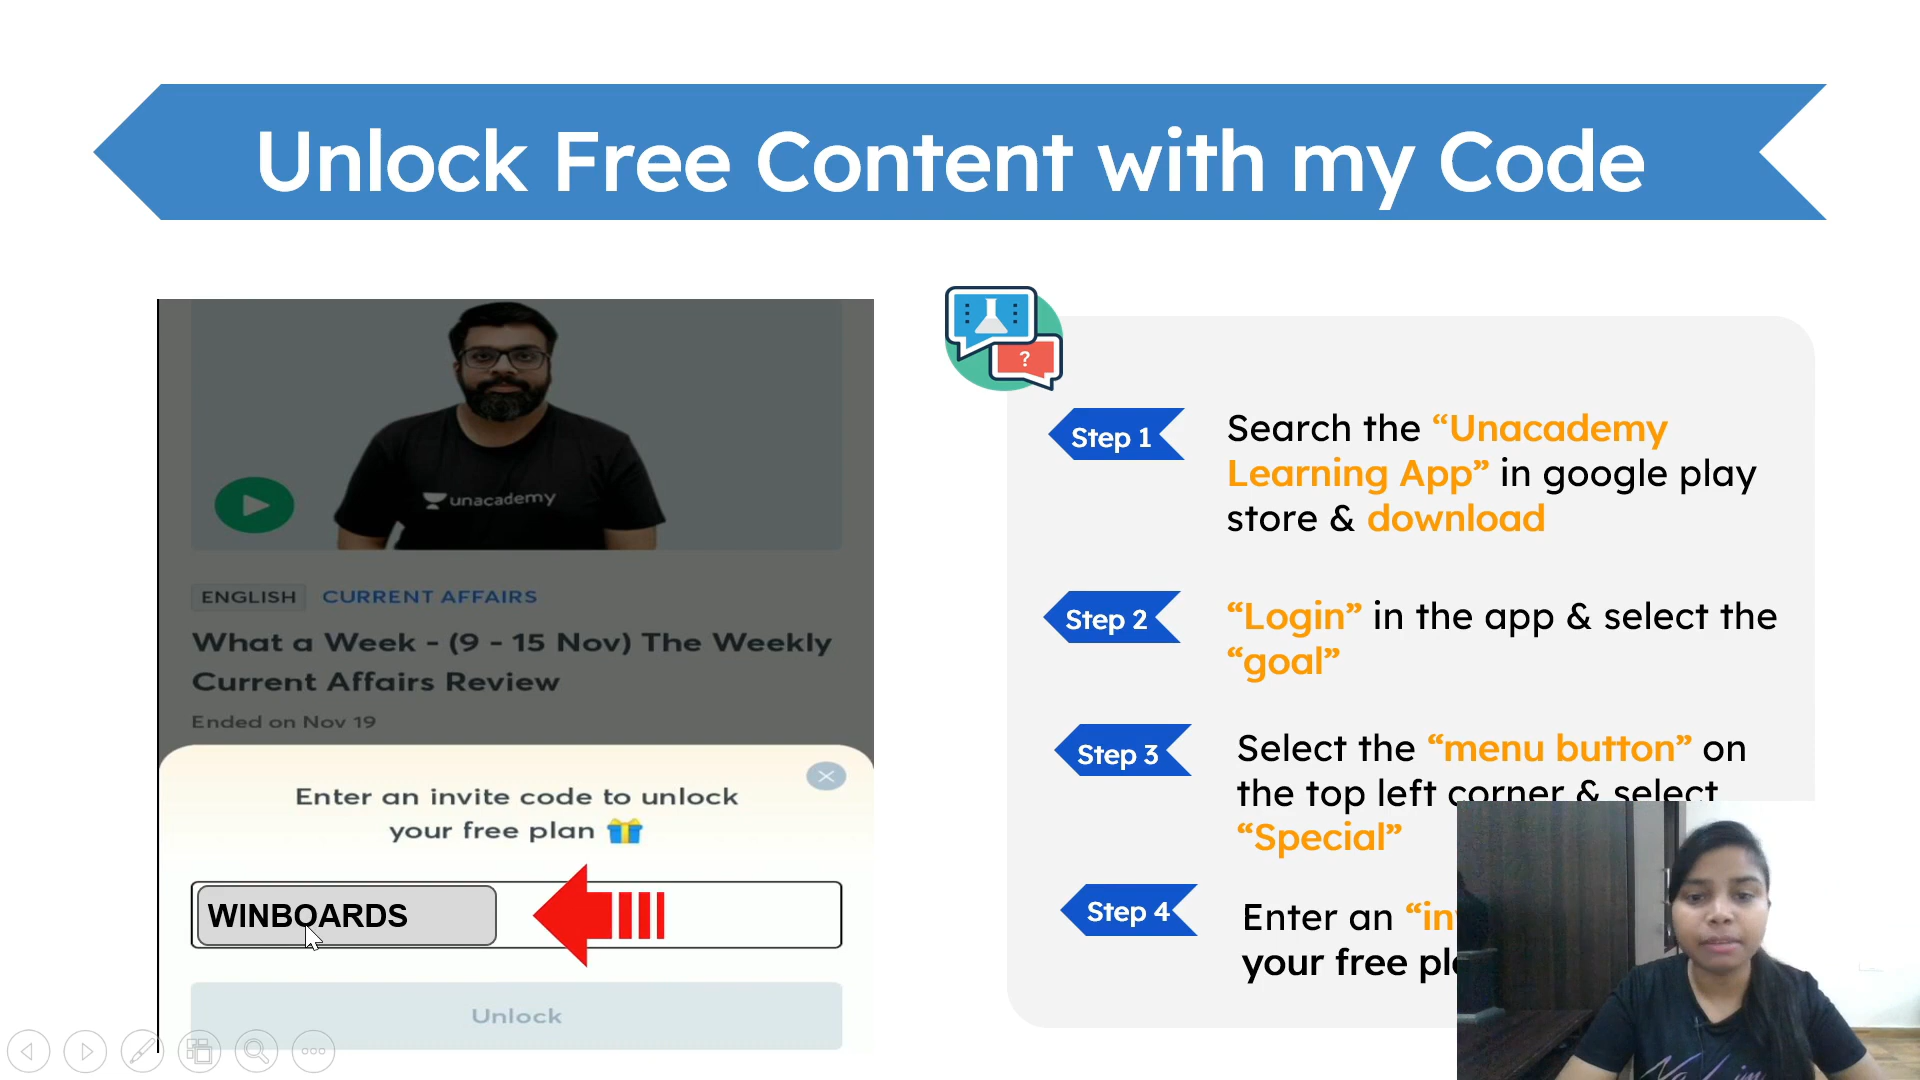 Unlock Free Content with my Code
unacademy
ENGLISH CURRENT AFFAIRS
What a Week - (9 - 15 Nov) The Weekly
Current Affairs Review
Ended on Nov 19
Enter an invite code to unlock
your free plan
WINBOARDS
Unlock
?
Step 1
Search the “Unacademy
Learning App” in google play
store & download
Step 2
“Login” in the app & select the
“goal”
Step 3
Select the “menu button” on
the top left corner & select
“Special”
Step 4
Enter an
your free